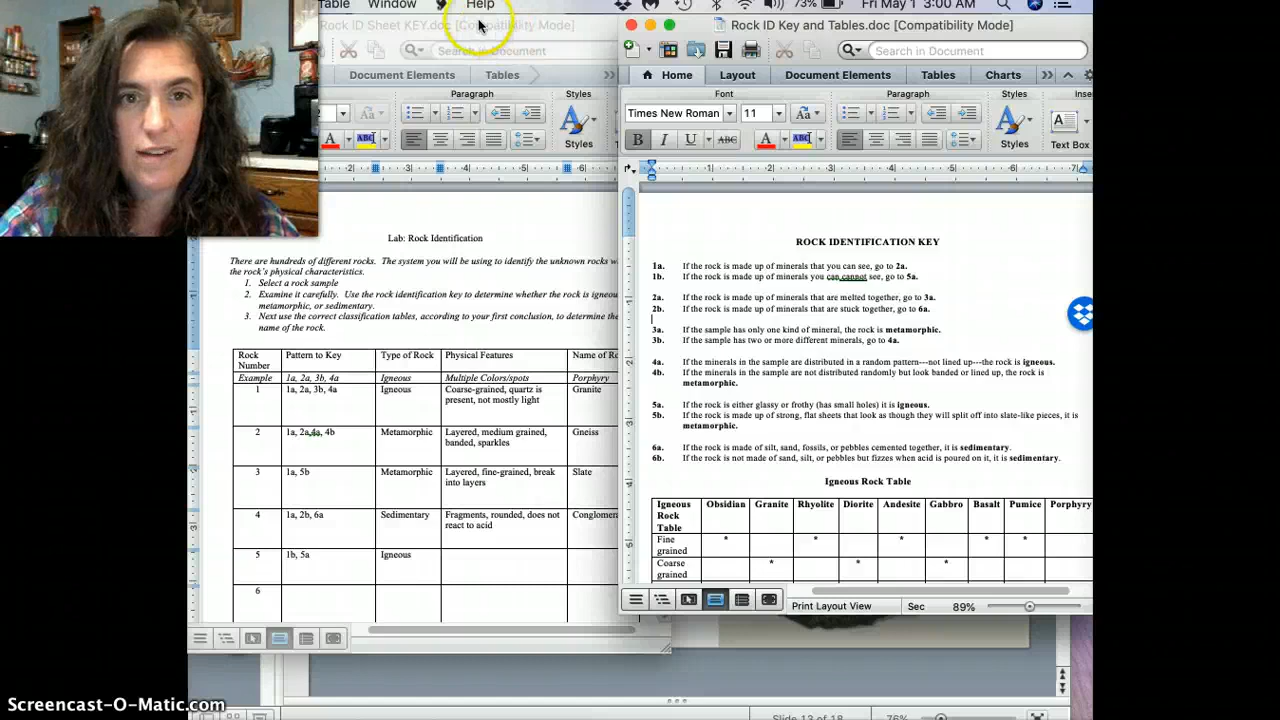 Table Window Help 73% Fri May 1 3:00 AM
Rock ID Sheet KEY.doc [Compatibility Mode]
Search in Document
Document Elements Tables
Paragraph Styles
Styles
Lab: Rock Identification
There are hundreds of different rocks. The system you will be using to identify the unknown rocks
the rock's physical characteristics.
1. Select a rock sample
2. Examine it carefully. Use the rock identification key to determine whether the rock is
metamorphic, or sedimentary.
3. Next use the correct classification tables, according to your first conclusion, to determine the
name of the rock.
Rock Number Pattern to Key Type of Rock Physical Features
Example 1a, 2a, 3b, 4a Igneous Multiple Colors/spots Porphyry
1 1a, 2a, 3b, 4a Igneous Coarse-grained, quartz is present, not mostly light Granite
2 1a, 2a,4a, 4b Metamorphic Layered, medium grained, banded, sparkles Gneiss
3 1a, 5b Metamorphic Layered, fine-grained, break into layers Slate
4 1a, 2b, 6a Sedimentary Fragments, rounded, does not react to acid
5 1b, 5a Igneous
6
Rock ID Key and Tables.doc [Compatibility Mode]
Search in Document
Home Layout Document Elements Tables Charts
Font Paragraph Styles
Times New Roman 11
B I U ABC Styles Text Box
ROCK IDENTIFICATION KEY
1a. If the rock is made up of minerals that you can see, go to 2a.
1b. If the rock is made up of minerals you can cannot see, go to 5a.
2a. If the rock is made up of minerals that are melted together, go to 3a.
2b. If the rock is made up of minerals that are stuck together, go to 6a.
3a. If the sample has only one kind of mineral, the rock is metamorphic.
3b. If the sample has two or more different minerals, go to 4a.
4a. If the minerals in the sample are distributed in a random pattern---not lined up---the rock is igneous.
4b. If the minerals in the sample are not distributed randomly but look banded or lined up, the rock is
metamorphic.
5a. If the rock is either glassy or frothy (has small holes) it is igneous.
5b. If the rock is made up of strong, flat sheets that look as though they will split off into slate-like pieces, it is
metamorphic.
6a. If the rock is made of silt, sand, fossils, or pebbles cemented together, it is sedimentary.
6b. If the rock is not made of sand, silt, or pebbles but fizzes when acid is poured on it, it is sedimentary.
Igneous Rock Table
Igneous Rock Table Obsidian Granite Rhyolite Diorite Andesite Gabbro Basalt Pumice Porphyry
Fine grained * * * * *
Coarse grained * * *
Print Layout View Sec 89%
Slide 13 of 18 76%
Screencast-O-Matic.com